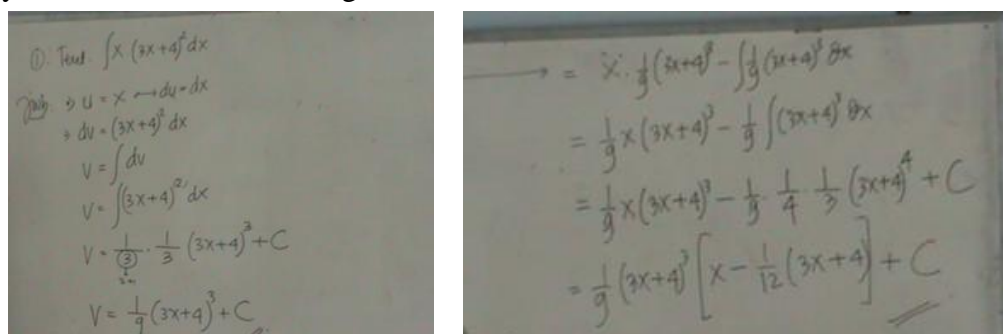 ① Tent. ∫x (3x+4)² dx
Jwb. → u = x → du = dx
→ dv = (3x+4)² dx
v = ∫dv
v = ∫(3x+4)² dx
v = 1/3 · 1/3 (3x+4)³ + C
2+1
v = 1/9 (3x+4)³ + C
→ = x · 1/9 (3x+4)³ - ∫1/9 (3x+4)³ dx
= 1/9 x (3x+4)³ - 1/9 ∫(3x+4)³ dx
= 1/9 x (3x+4)³ - 1/9 · 1/4 · 1/3 (3x+4)⁴ + C
= 1/9 (3x+4)³ [x - 1/12 (3x+4)] + C